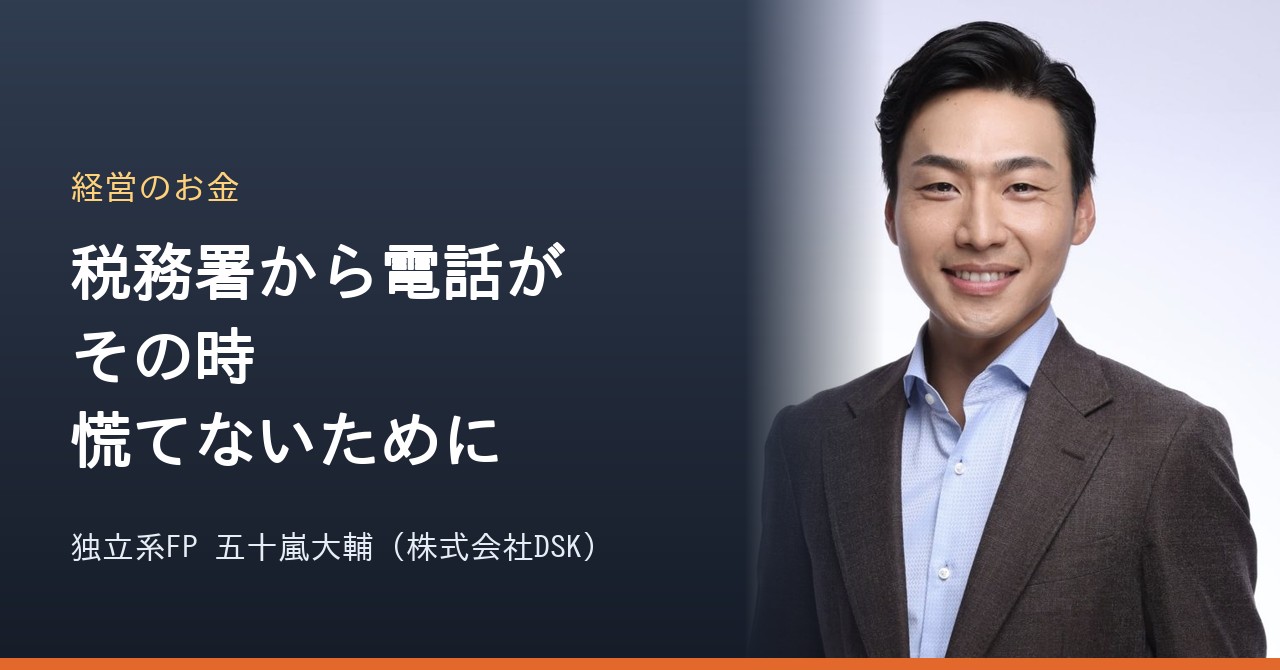 経営のお金
税務署から電話が
その時
慌てないために
独立系FP 五十嵐大輔（株式会社DSK）